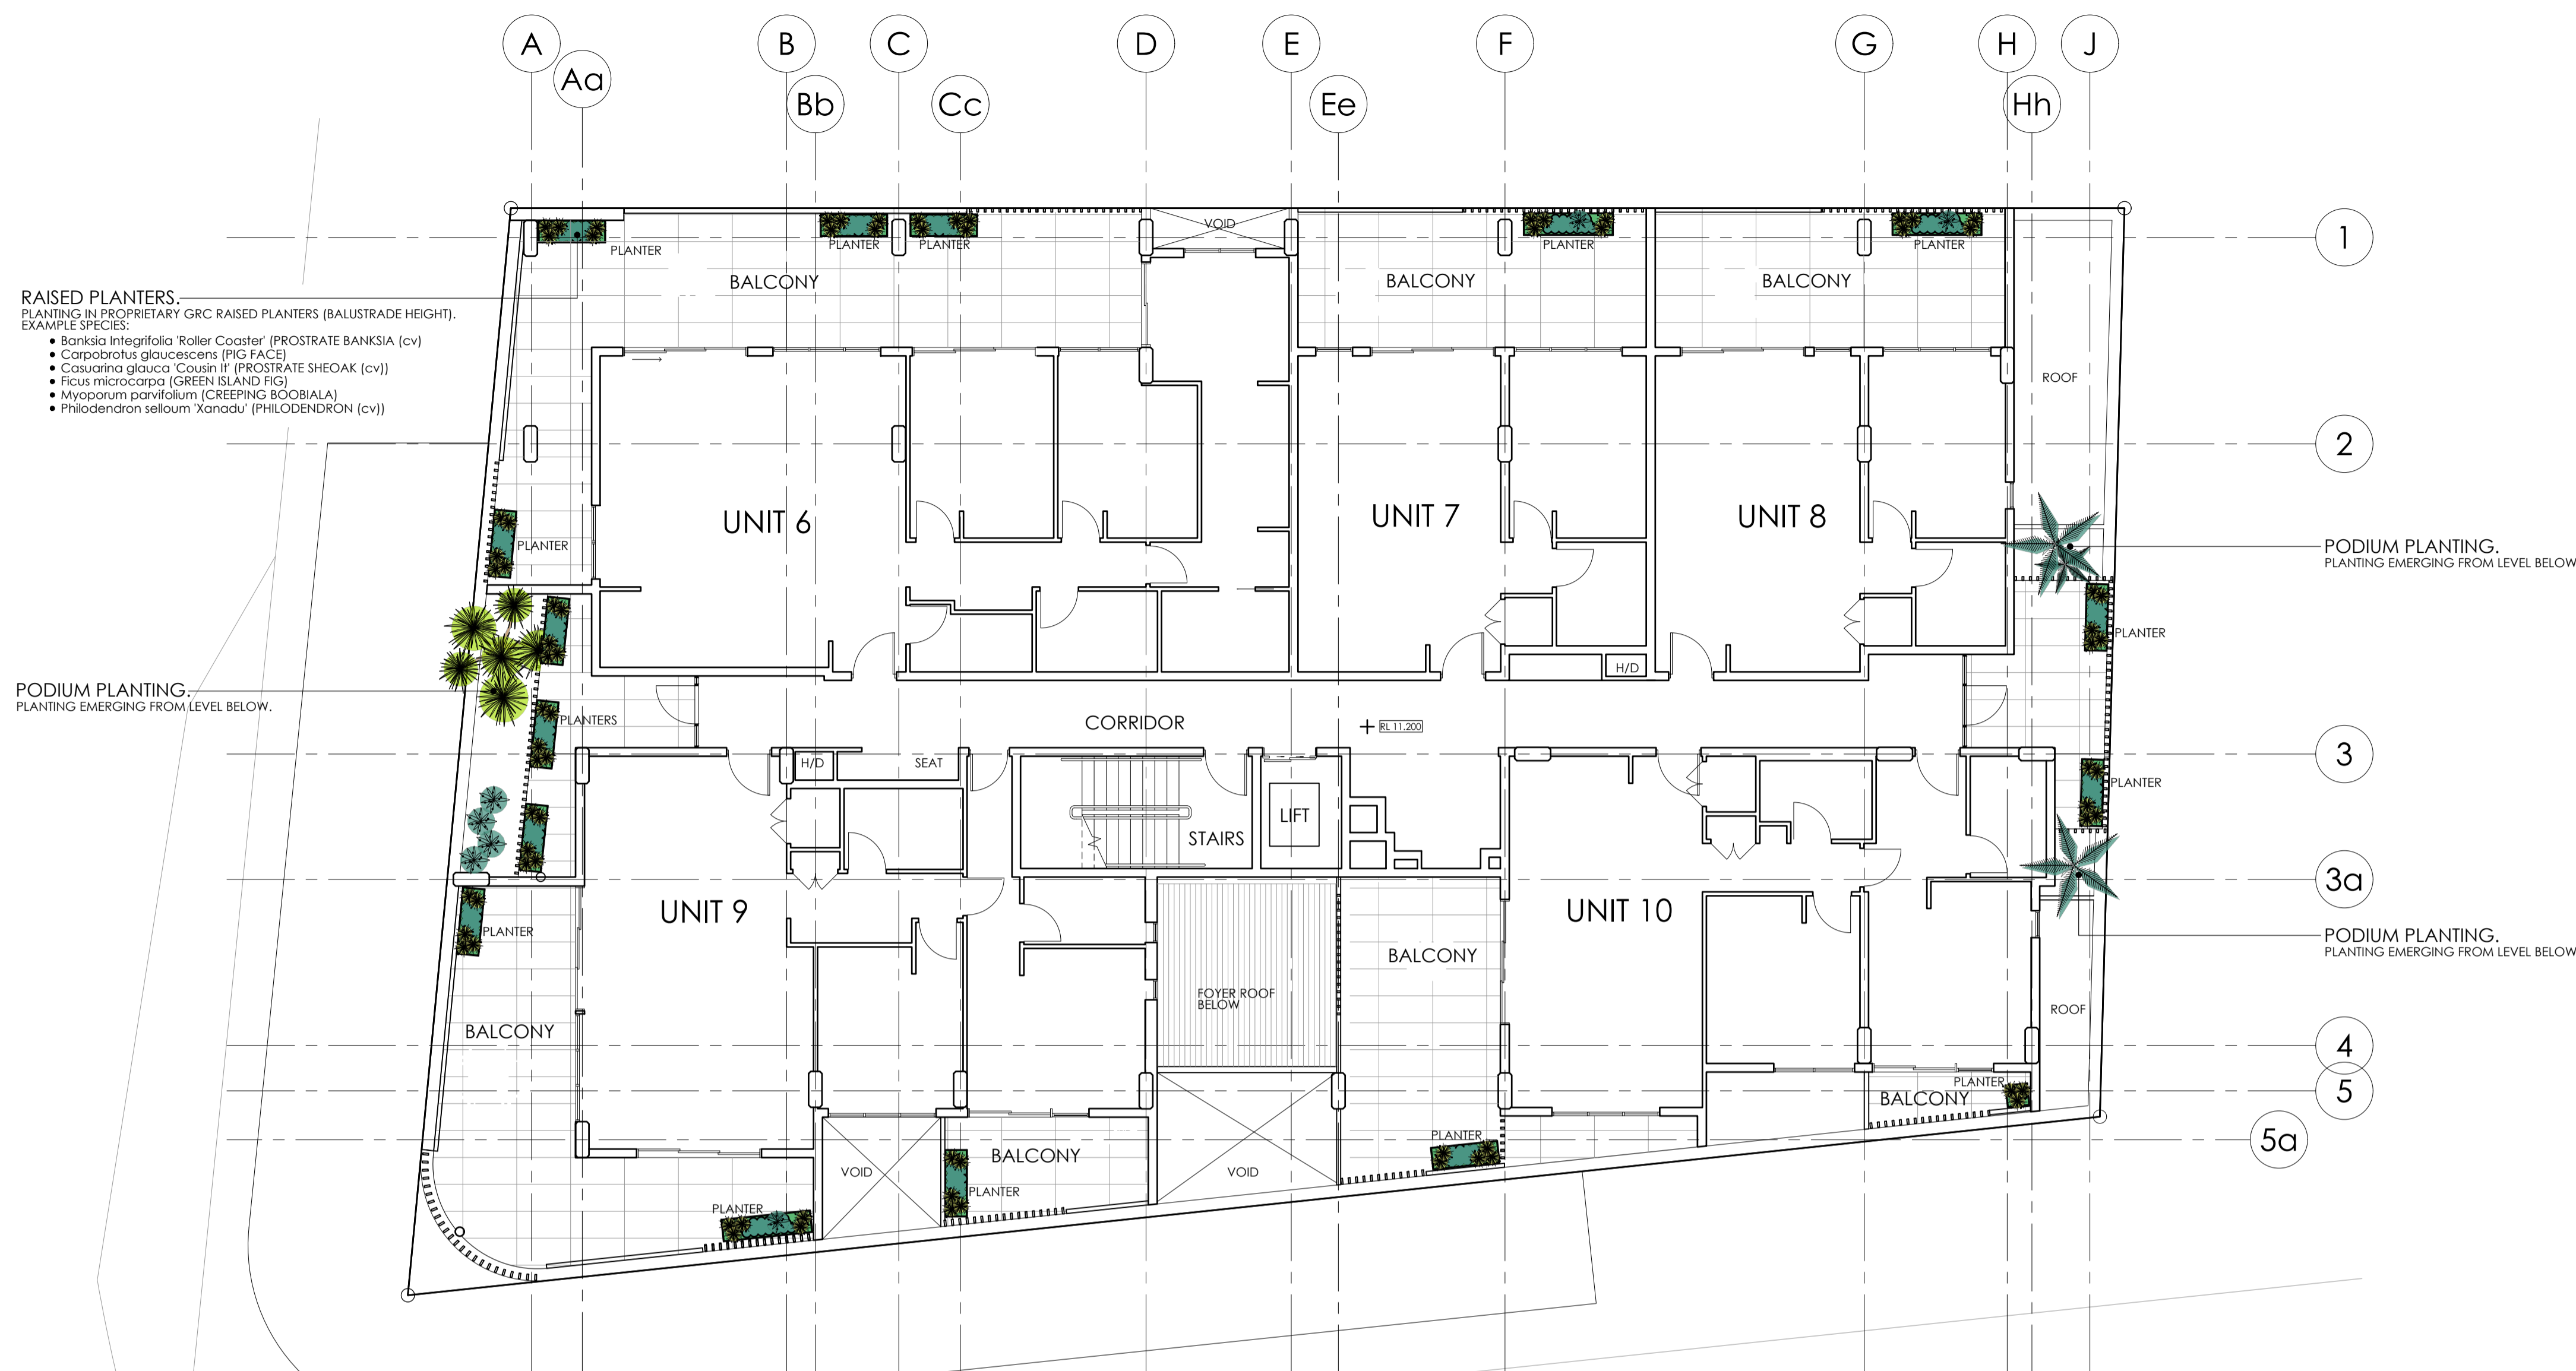 A
B
C
D
E
F
G
H
J
Aa
Bb
Cc
Ee
Hh
VOID
1
PLANTER
PLANTER
PLANTER
PLANTER
PLANTER
BALCONY
BALCONY
BALCONY
RAISED PLANTERS.
PLANTING IN PROPRIETARY GRC RAISED PLANTERS (BALUSTRADE HEIGHT).
EXAMPLE SPECIES:
• Banksia Integrifolia 'Roller Coaster' (PROSTRATE BANKSIA (cv)
• Carpobrotus glaucescens (PIG FACE)
• Casuarina glauca 'Cousin It' (PROSTRATE SHEOAK (cv))
• Ficus microcarpa (GREEN ISLAND FIG)
• Myoporum parvifolium (CREEPING BOOBIALA)
• Philodendron selloum 'Xanadu' (PHILODENDRON (cv))
ROOF
2
UNIT 6
UNIT 7
UNIT 8
PLANTER
PODIUM PLANTING.
PLANTING EMERGING FROM LEVEL BELOW
PLANTER
H/D
PODIUM PLANTING.
PLANTING EMERGING FROM LEVEL BELOW.
PLANTERS
CORRIDOR
RL 11.200
3
H/D
SEAT
PLANTER
LIFT
STAIRS
3a
UNIT 9
UNIT 10
PLANTER
PODIUM PLANTING.
PLANTING EMERGING FROM LEVEL BELOW
BALCONY
FOYER ROOF
BELOW
ROOF
BALCONY
4
PLANTER
5
BALCONY
PLANTER
5a
BALCONY
VOID
VOID
PLANTER
PLANTER